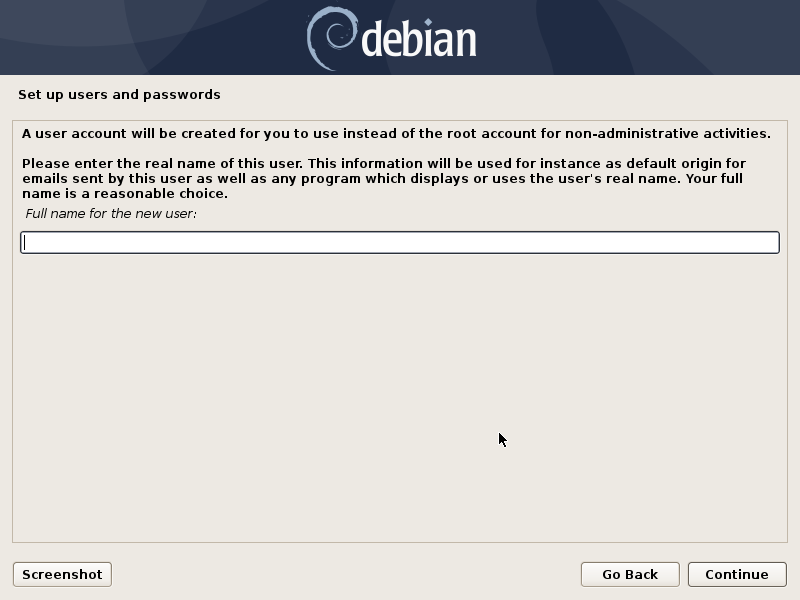 debian
Set up users and passwords
A user account will be created for you to use instead of the root account for non-administrative activities.
Please enter the real name of this user. This information will be used for instance as default origin for
emails sent by this user as well as any program which displays or uses the user's real name. Your full
name is a reasonable choice.
Full name for the new user:
Screenshot
Go Back
Continue